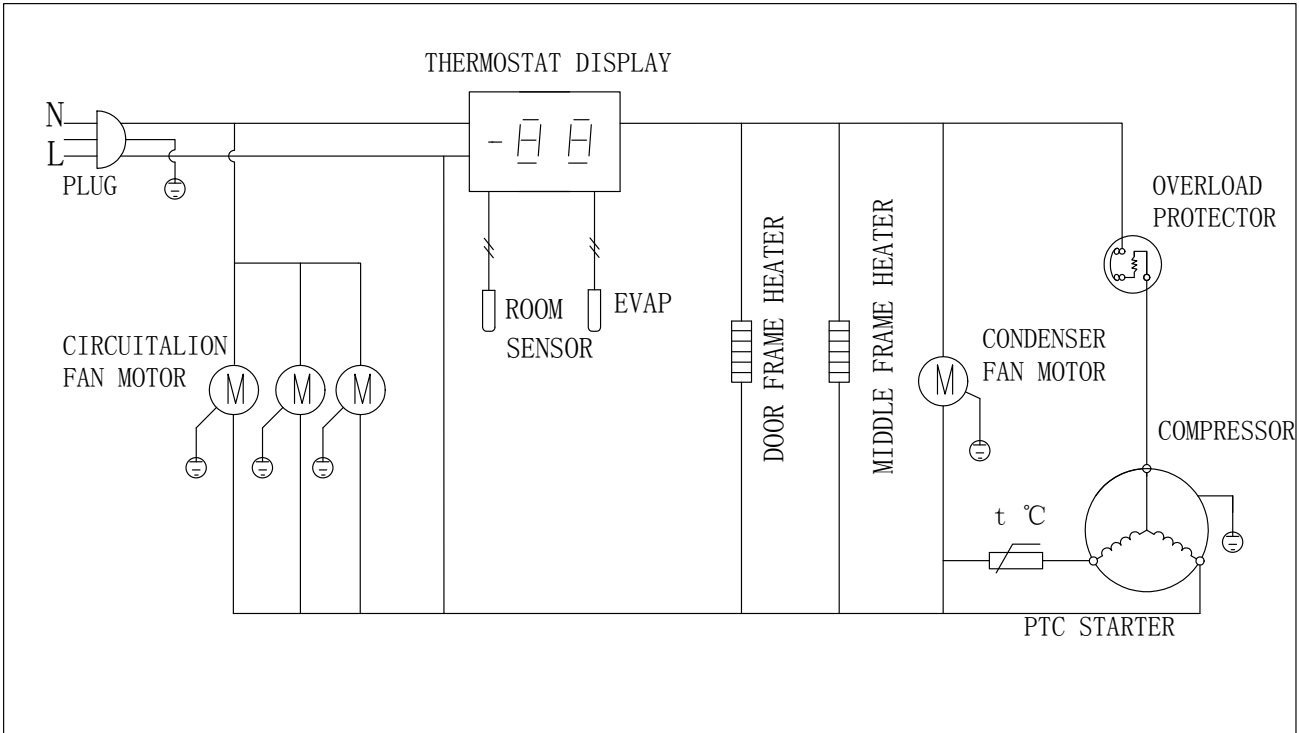 THERMOSTAT DISPLAY
N
L
PLUG
-88
OVERLOAD
PROTECTOR
ROOM
EVAP
SENSOR
DOOR FRAME HEATER
MIDDLE FRAME HEATER
CIRCUITALION
FAN MOTOR
M
M
M
M
CONDENSER
FAN MOTOR
COMPRESSOR
t ℃
PTC STARTER